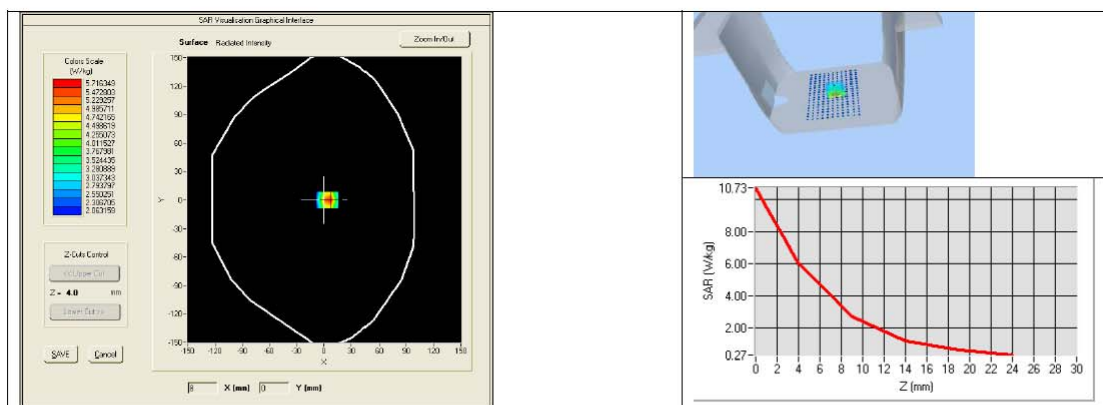 SAR Visualisation Graphical Interface
Surface Radiated Intensity
Zoom In/Out
Colors Scale
(W/kg)
5.716349
5.472803
5.229257
4.985711
4.742165
4.498619
4.255073
4.011527
3.767981
3.524435
3.280889
3.037343
2.793797
2.550251
2.306705
2.063159
Z-Cuts Control
Z = 4.0 mm
SAVE
Cancel
Y
150
120
90
60
30
0
-30
-60
-90
-120
-150
-150 -120 -90 -60 -30 0 30 60 90 120 150
X
8 X (mm) 0 Y (mm)
SAR (W/kg)
10.73
8.00
6.00
4.00
2.00
0.27
0 2 4 6 8 10 12 14 16 18 20 22 24 26 28 30
Z (mm)